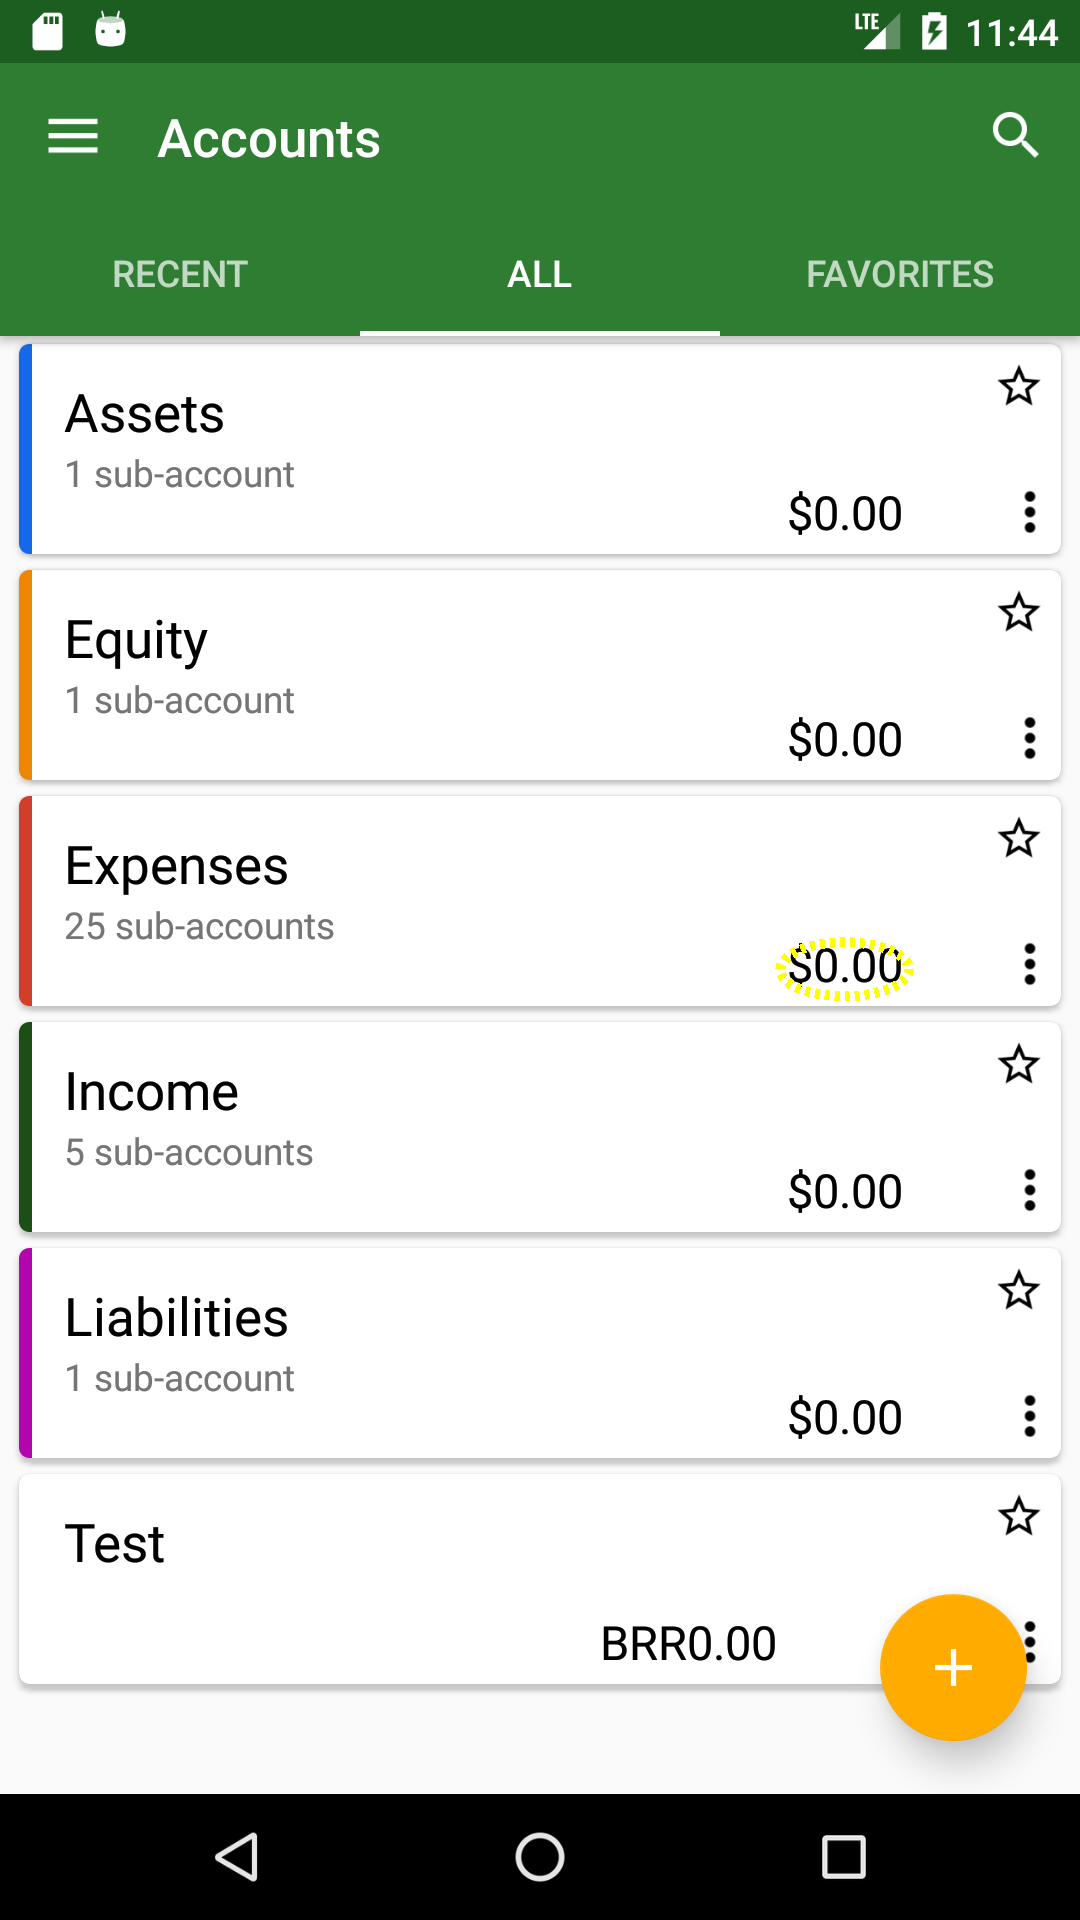 LTE 11:44
Accounts
RECENT ALL FAVORITES
Assets
1 sub-account
$0.00
Equity
1 sub-account
$0.00
Expenses
25 sub-accounts
$0.00
Income
5 sub-accounts
$0.00
Liabilities
1 sub-account
$0.00
Test
BRR0.00